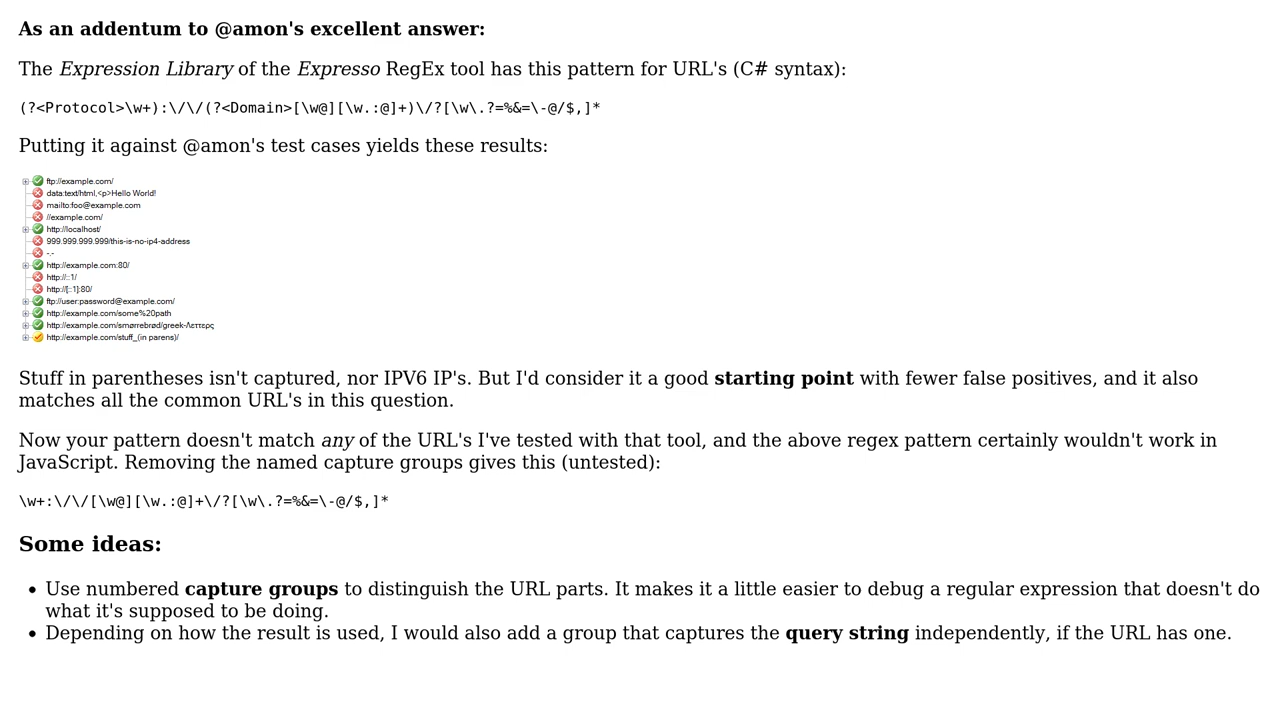 As an addentum to @amon's excellent answer:
The Expression Library of the Expresso RegEx tool has this pattern for URL's (C# syntax):
(?<Protocol>\w+):\/\/(?<Domain>[\w@][\w.:@]+)\/?[\w\.?=%&=\-@/$,]*
Putting it against @amon's test cases yields these results:
ftp://example.com/
data:text/html,<p>Hello World!
mailto:foo@example.com
//example.com/
http://localhost/
999.999.999.999/this-is-no-ip4-address
-.-
http://example.com:80/
http://::1/
http://[::1]:80/
ftp://user:password@example.com/
http://example.com/some%20path
http://example.com/smørrebrød/greek-Λεττερς
http://example.com/stuff_(in parens)/
Stuff in parentheses isn't captured, nor IPV6 IP's. But I'd consider it a good starting point with fewer false positives, and it also
matches all the common URL's in this question.
Now your pattern doesn't match any of the URL's I've tested with that tool, and the above regex pattern certainly wouldn't work in
JavaScript. Removing the named capture groups gives this (untested):
\w+:\/\/[\w@][\w.:@]+\/?[\w\.?=%&=\-@/$,]*
Some ideas:
• Use numbered capture groups to distinguish the URL parts. It makes it a little easier to debug a regular expression that doesn't do
what it's supposed to be doing.
• Depending on how the result is used, I would also add a group that captures the query string independently, if the URL has one.